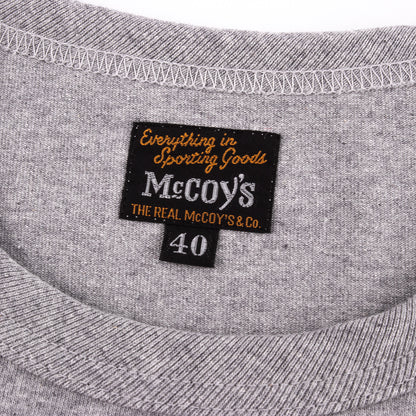 Everything in
Sporting Goods
McCOY'S
THE REAL McCOY'S & Co.
40